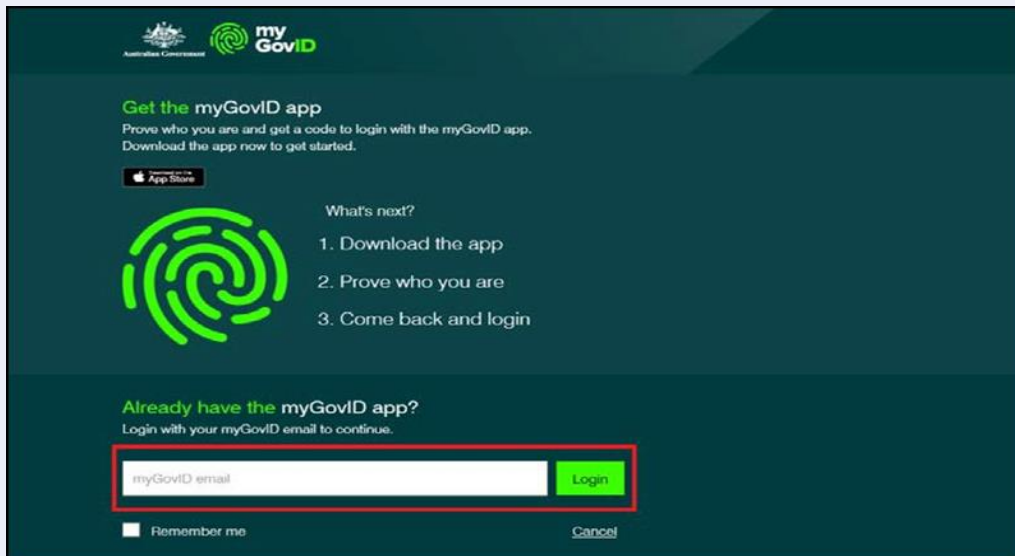 my
GovID
Australian Government
Get the myGovID app
Prove who you are and get a code to login with the myGovID app.
Download the app now to get started.
Download on the
App Store
What's next?
1. Download the app
2. Prove who you are
3. Come back and login
Already have the myGovID app?
Login with your myGovID email to continue.
myGovID email
Login
Remember me
Cancel